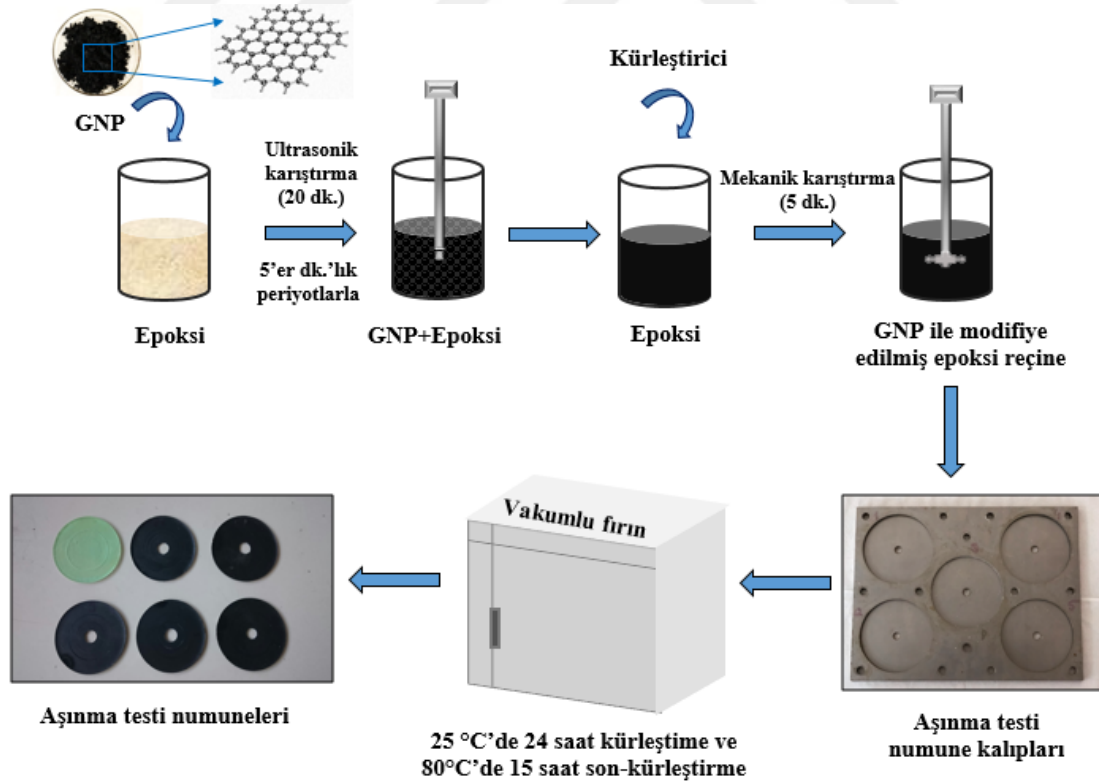 GNP
Ultrasonik
karıştırma
(20 dk.)
5'er dk.'lık
periyotlarla
Epoksi
GNP+Epoksi
Kürleştirici
Epoksi
Mekanik karıştırma
(5 dk.)
GNP ile modifiye
edilmiş epoksi reçine
Aşınma testi
numune kalıpları
Vakumlu fırın
25 °C'de 24 saat kürleştime ve
80°C'de 15 saat son-kürleştirme
Aşınma testi numuneleri